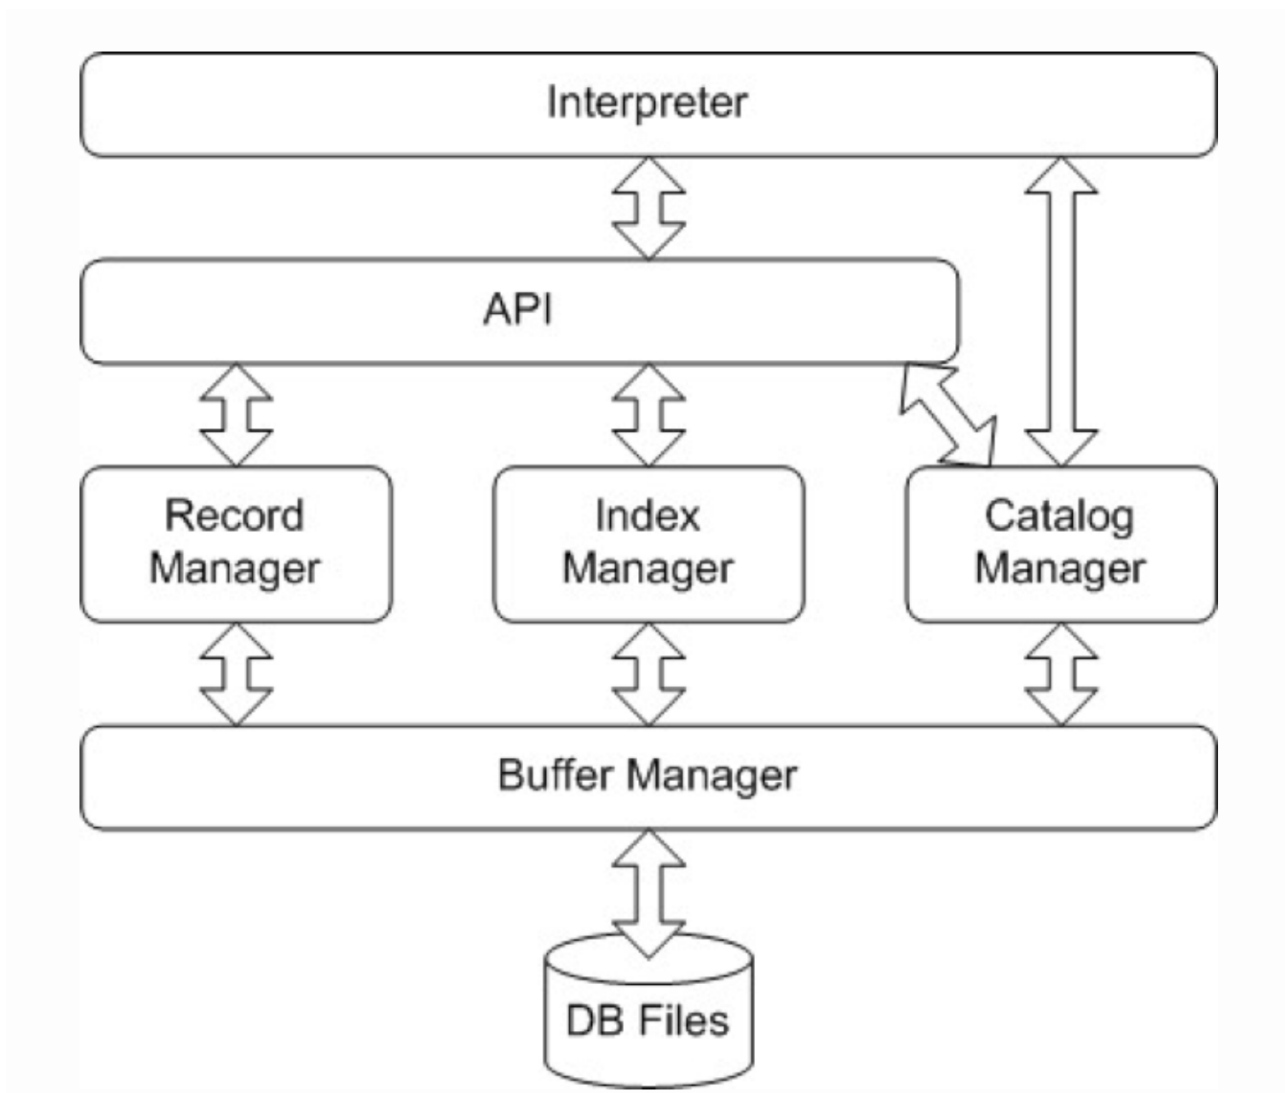 Interpreter
API
Record
Manager
Index
Manager
Catalog
Manager
Buffer Manager
DB Files